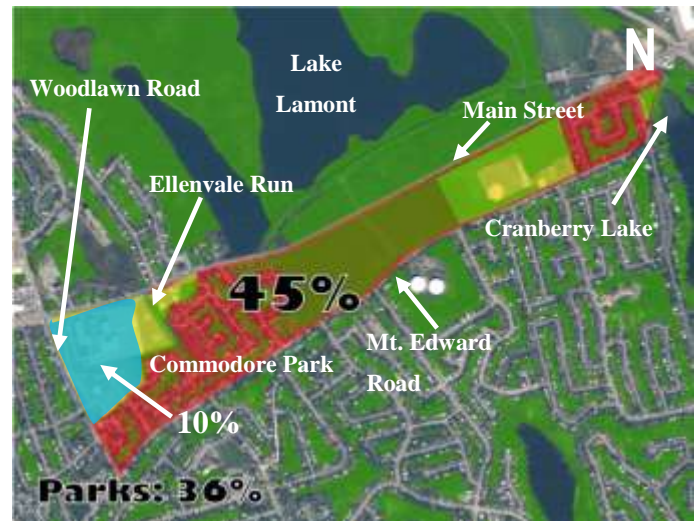 Lake
Lamont
N
Woodlawn Road
Main Street
Ellenvale Run
Cranberry Lake
45%
Mt. Edward
Road
Commodore Park
10%
Parks: 36%